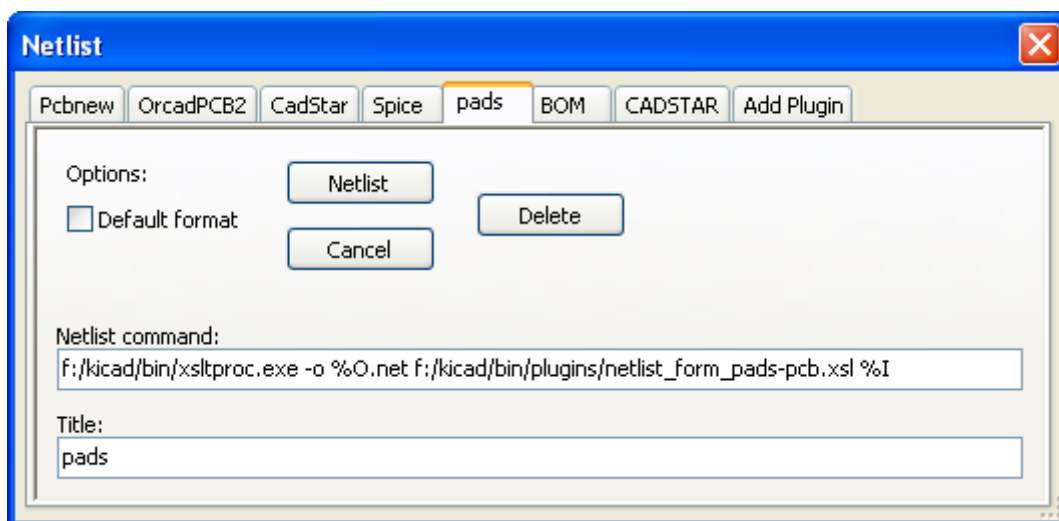 Netlist
Pcbnew OrcadPCB2 CadStar Spice pads BOM CADSTAR Add Plugin
Options:
Netlist
Default format
Delete
Cancel
Netlist command:
f:/kicad/bin/xsltproc.exe -o %O.net f:/kicad/bin/plugins/netlist_form_pads-pcb.xsl %I
Title:
pads